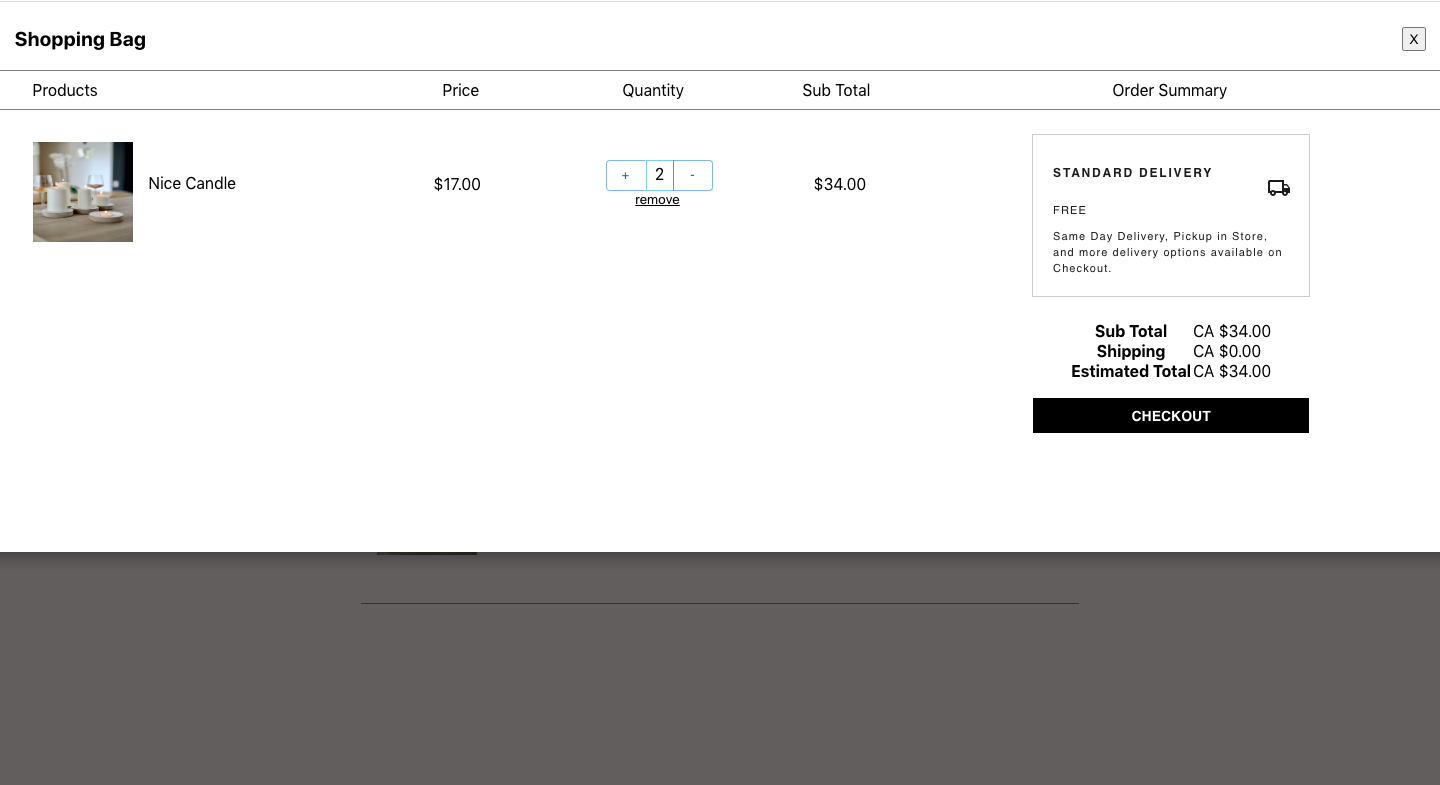 Shopping Bag X
Products Price Quantity Sub Total Order Summary
Nice Candle $17.00 + 2 - $34.00
remove
STANDARD DELIVERY
FREE
Same Day Delivery, Pickup in Store,
and more delivery options available on
Checkout.
Sub Total CA $34.00
Shipping CA $0.00
Estimated Total CA $34.00
CHECKOUT